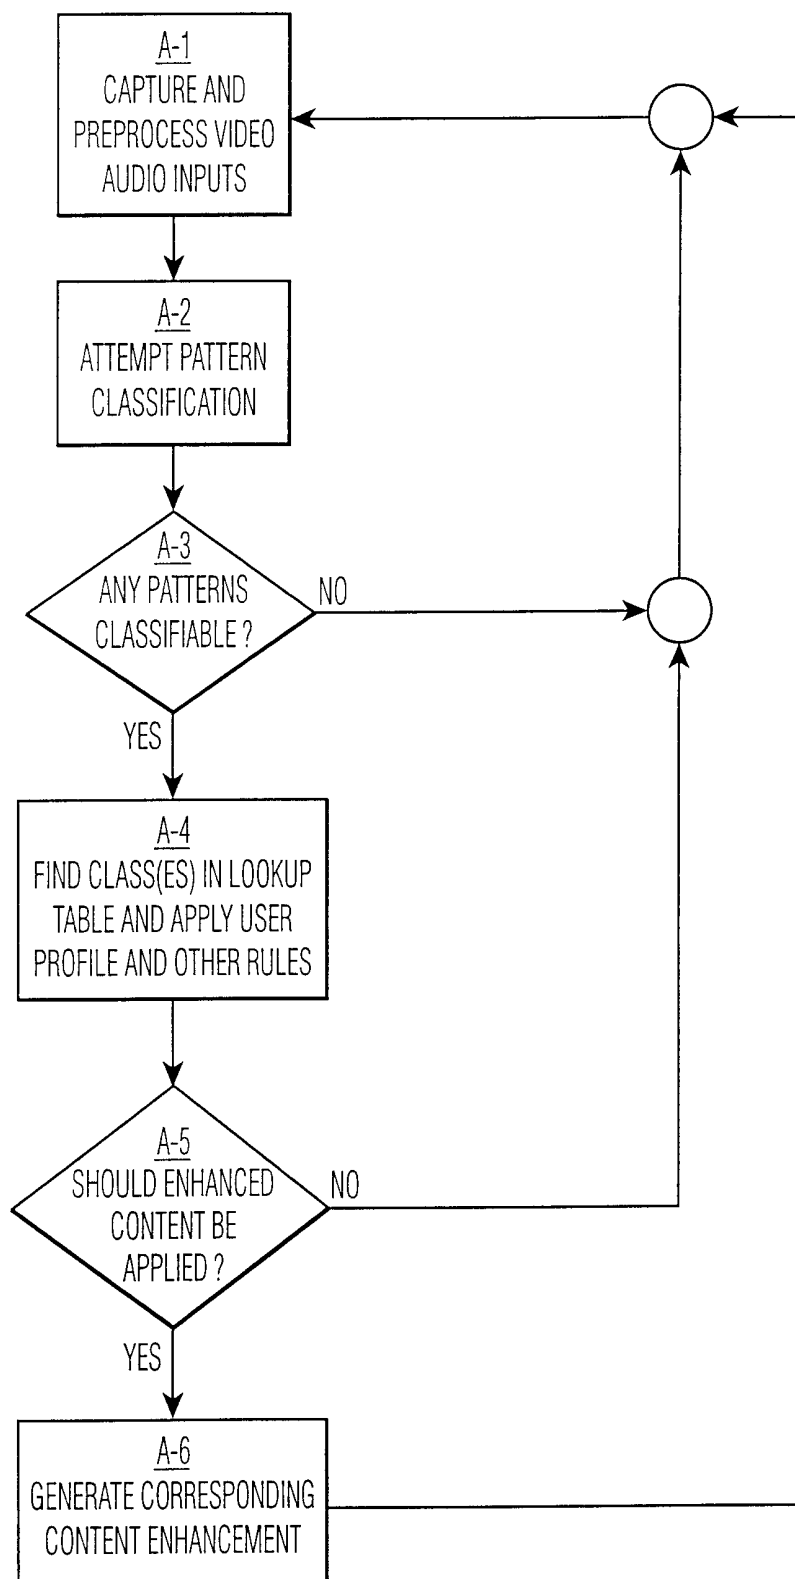 A-1
CAPTURE AND
PREPROCESS VIDEO
AUDIO INPUTS
A-2
ATTEMPT PATTERN
CLASSIFICATION
A-3
ANY PATTERNS
CLASSIFIABLE ?
NO
YES
A-4
FIND CLASS(ES) IN LOOKUP
TABLE AND APPLY USER
PROFILE AND OTHER RULES
A-5
SHOULD ENHANCED
CONTENT BE
APPLIED ?
NO
YES
A-6
GENERATE CORRESPONDING
CONTENT ENHANCEMENT